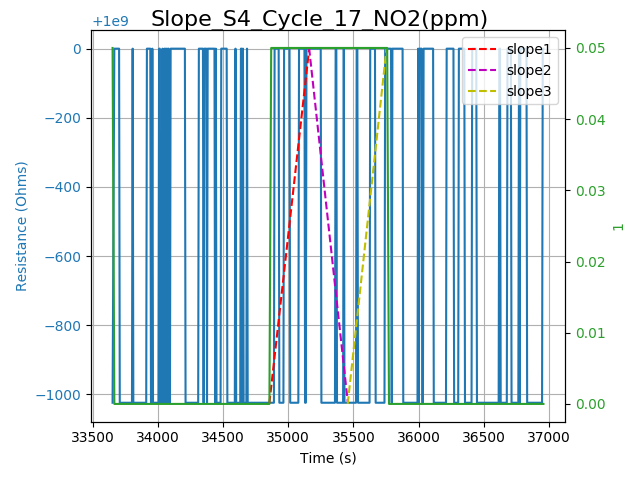 Slope_S4_Cycle_17_NO2(ppm)
+1e9
0
−200
−400
−600
−800
−1000
Resistance (Ohms)
slope1
slope2
slope3
0.05
0.04
0.03
0.02
0.01
0.00
1
33500 34000 34500 35000 35500 36000 36500 37000
Time (s)